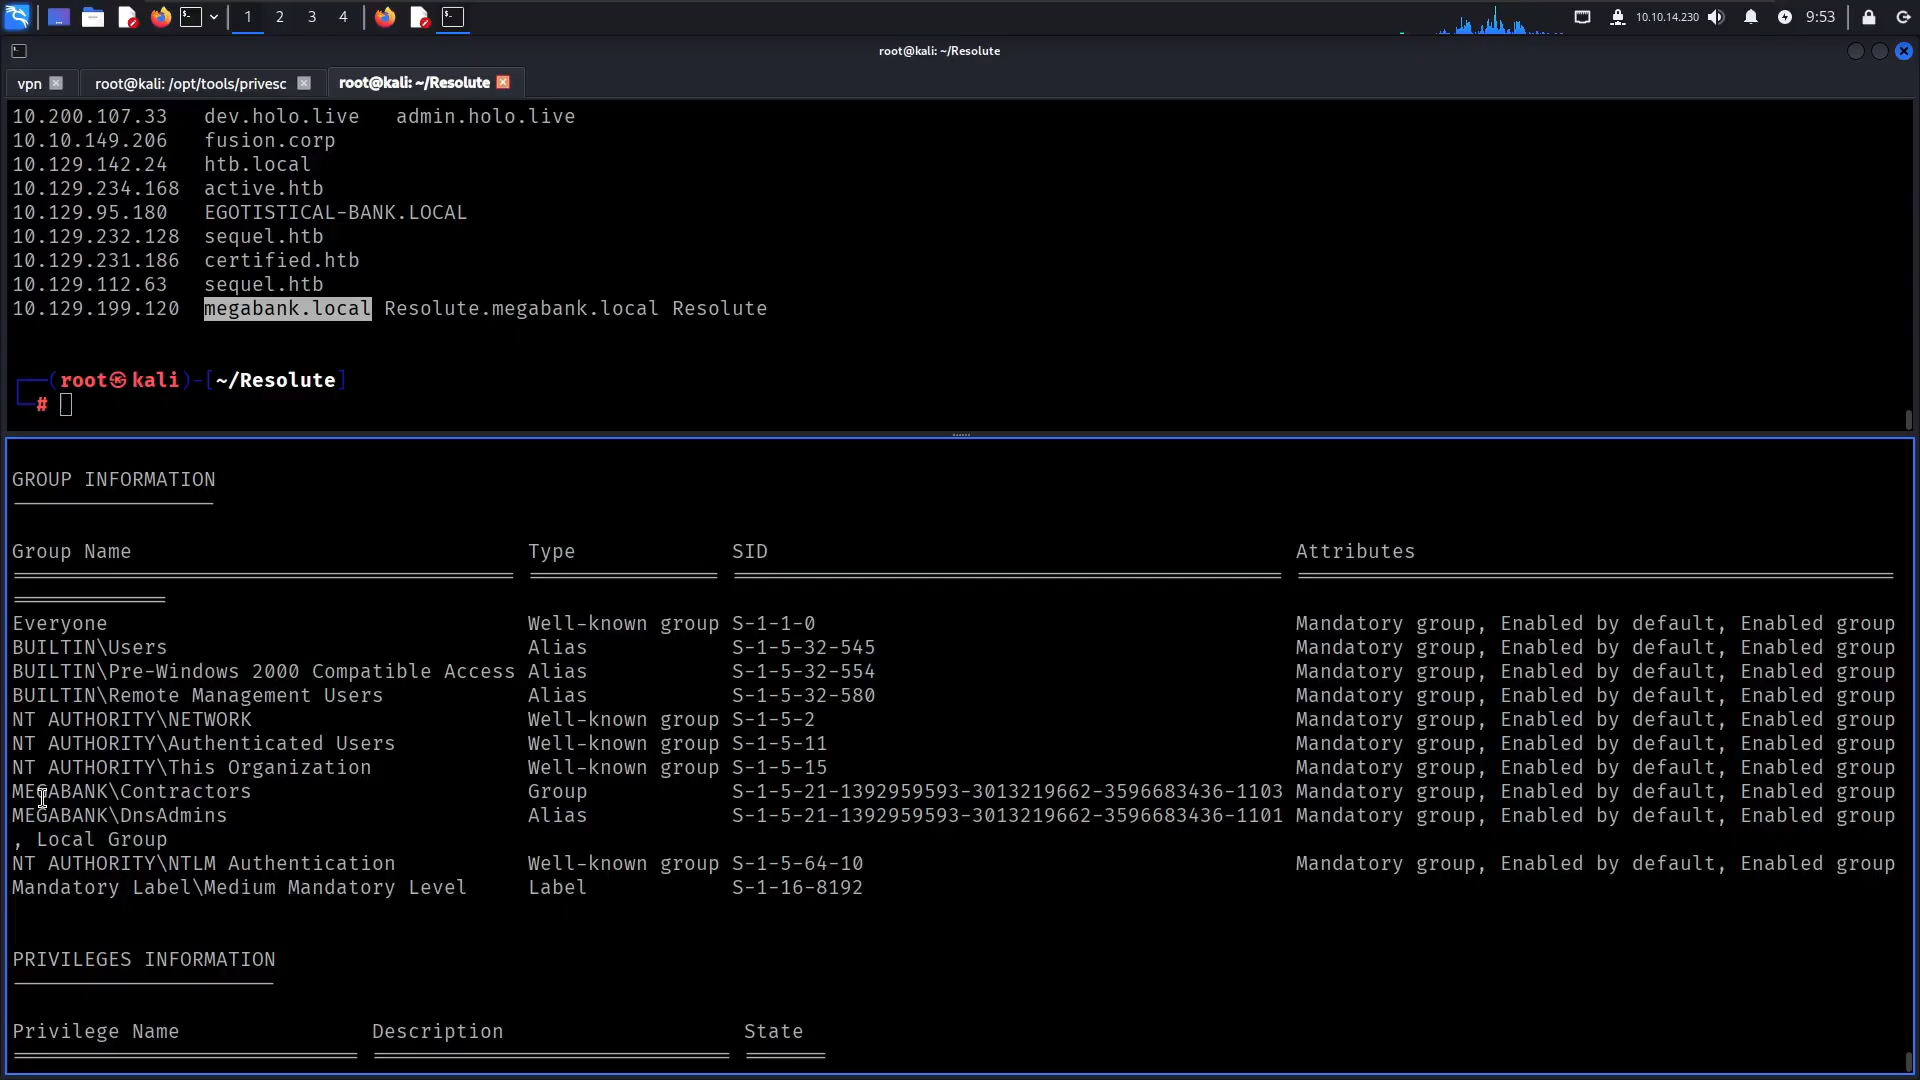 1 2 3 4 10.10.14.230 9:53
root@kali: ~/Resolute
vpn root@kali: /opt/tools/privesc root@kali: ~/Resolute
10.200.107.33 dev.holo.live admin.holo.live
10.10.149.206 fusion.corp
10.129.142.24 htb.local
10.129.234.168 active.htb
10.129.95.180 EGOTISTICAL-BANK.LOCAL
10.129.232.128 sequel.htb
10.129.231.186 certified.htb
10.129.112.63 sequel.htb
10.129.199.120 megabank.local Resolute.megabank.local Resolute
┌──(root㉿kali)-[~/Resolute]
└─#
GROUP INFORMATION
Group Name Type SID Attributes
Everyone Well-known group S-1-1-0 Mandatory group, Enabled by default, Enabled group
BUILTIN\Users Alias S-1-5-32-545 Mandatory group, Enabled by default, Enabled group
BUILTIN\Pre-Windows 2000 Compatible Access Alias S-1-5-32-554 Mandatory group, Enabled by default, Enabled group
BUILTIN\Remote Management Users Alias S-1-5-32-580 Mandatory group, Enabled by default, Enabled group
NT AUTHORITY\NETWORK Well-known group S-1-5-2 Mandatory group, Enabled by default, Enabled group
NT AUTHORITY\Authenticated Users Well-known group S-1-5-11 Mandatory group, Enabled by default, Enabled group
NT AUTHORITY\This Organization Well-known group S-1-5-15 Mandatory group, Enabled by default, Enabled group
MEGABANK\Contractors Group S-1-5-21-1392959593-3013219662-3596683436-1103 Mandatory group, Enabled by default, Enabled group
MEGABANK\DnsAdmins Alias S-1-5-21-1392959593-3013219662-3596683436-1101 Mandatory group, Enabled by default, Enabled group
, Local Group
NT AUTHORITY\NTLM Authentication Well-known group S-1-5-64-10 Mandatory group, Enabled by default, Enabled group
Mandatory Label\Medium Mandatory Level Label S-1-16-8192
PRIVILEGES INFORMATION
Privilege Name Description State